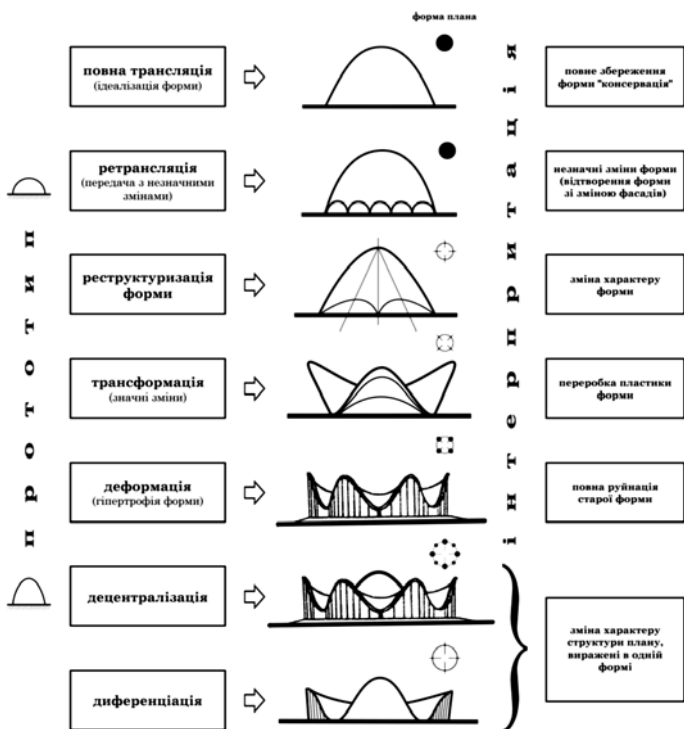 форма плана
повна трансляція
(ідеалізація форми)
повне збереження
форми "консервація"
ретрансляція
(передача з незначними
змінами)
незначні зміни форми
(відтворення форми
зі зміною фасадів)
реструктуризація
форми
зміна характеру
форми
трансформація
(значні зміни)
переробка пластики
форми
деформація
(гіпертрофія форми)
повна руйнація
старої форми
децентралізація
зміна характеру
структури плану,
виражені в одній
формі
диференціація
прототип
інтерпритація